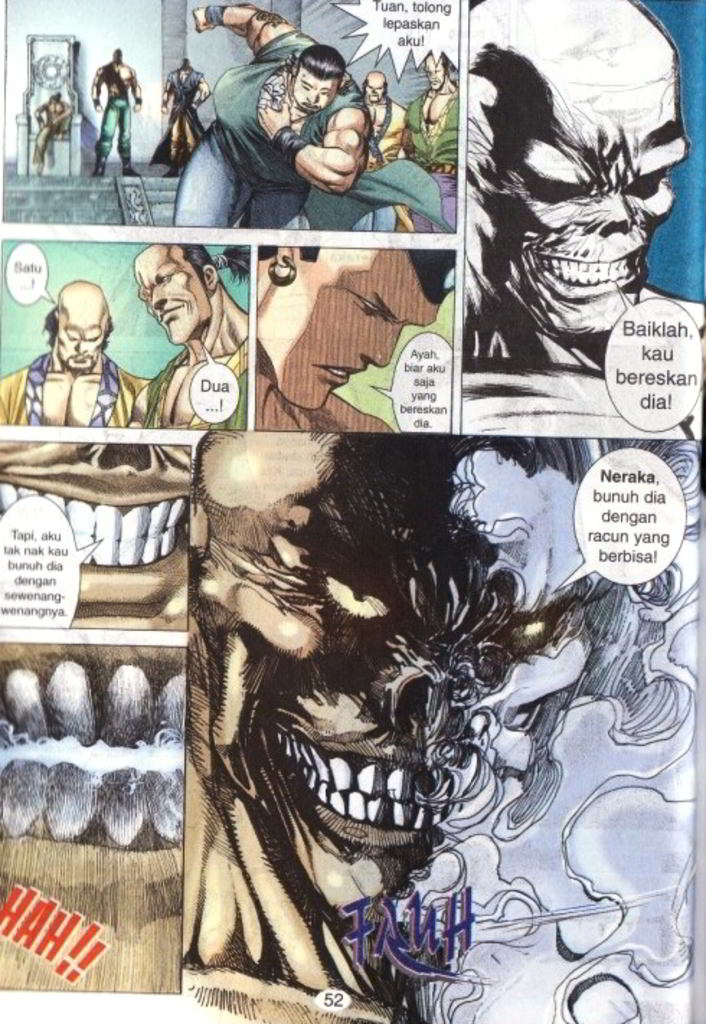 Tuan, tolong
lepaskan
aku!
Satu
...!
Dua
...!
Ayah,
biar aku
saja
yang
bereskan
dia.
Baiklah,
kau
bereskan
dia!
Tapi, aku
tak nak kau
bunuh dia
dengan
sewenang-
wenangnya.
Neraka,
bunuh dia
dengan
racun yang
berbisa!
HAH!!
FAUH
52